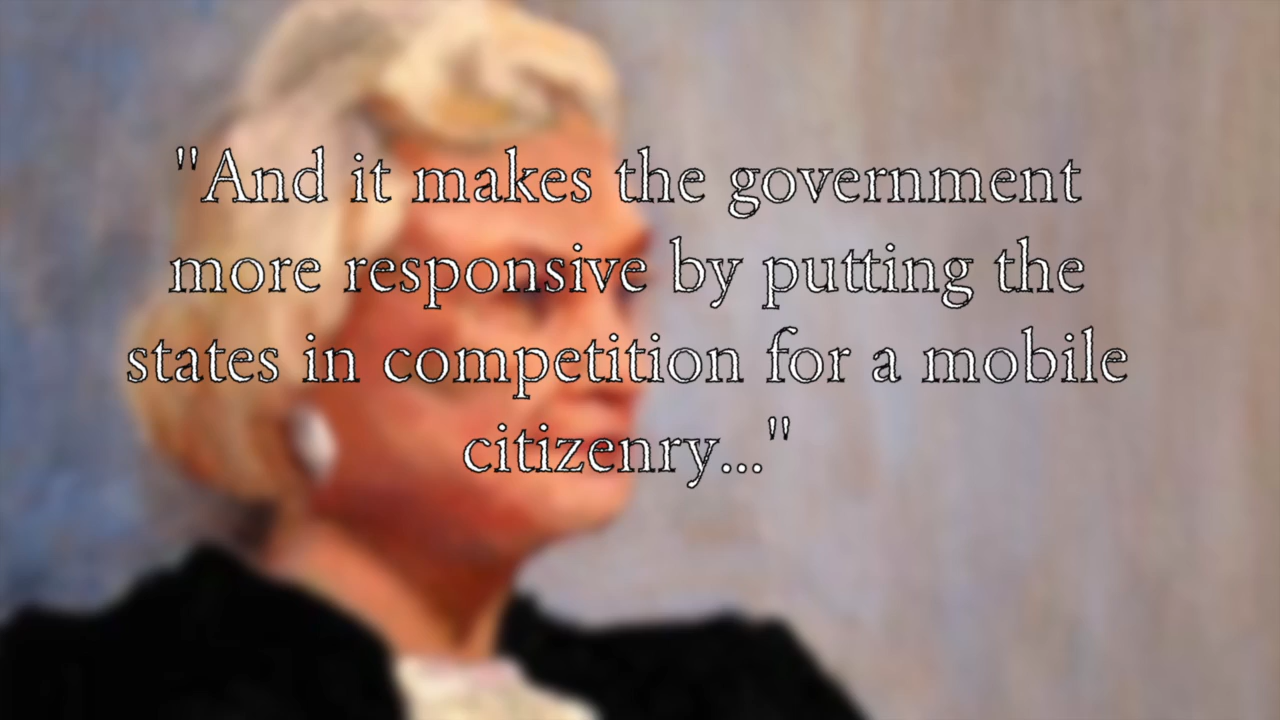 "And it makes the government
more responsive by putting the
states in competition for a mobile
citizenry..."